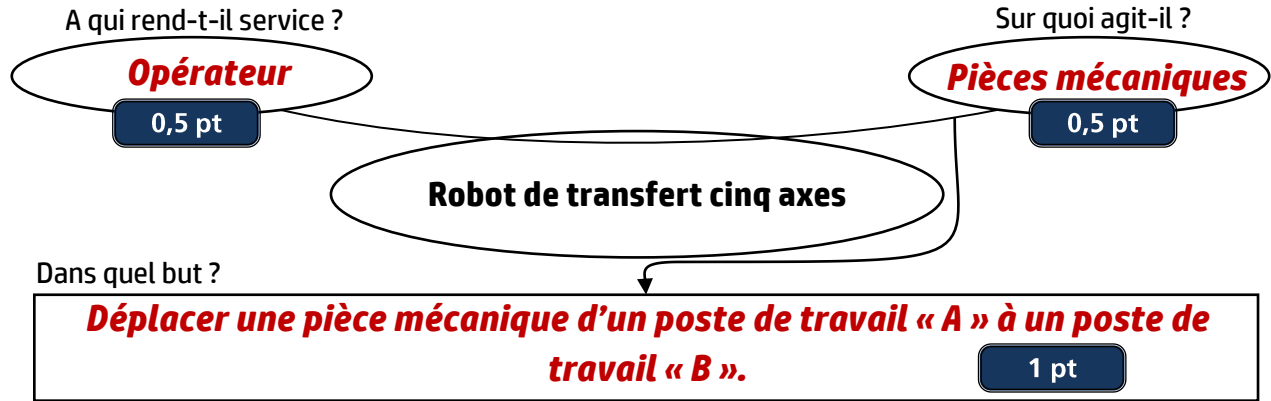 A qui rend-t-il service ?
Sur quoi agit-il ?
Opérateur
Pièces mécaniques
0,5 pt
0,5 pt
Robot de transfert cinq axes
Dans quel but ?
Déplacer une pièce mécanique d’un poste de travail « A » à un poste de
travail « B ».
1 pt